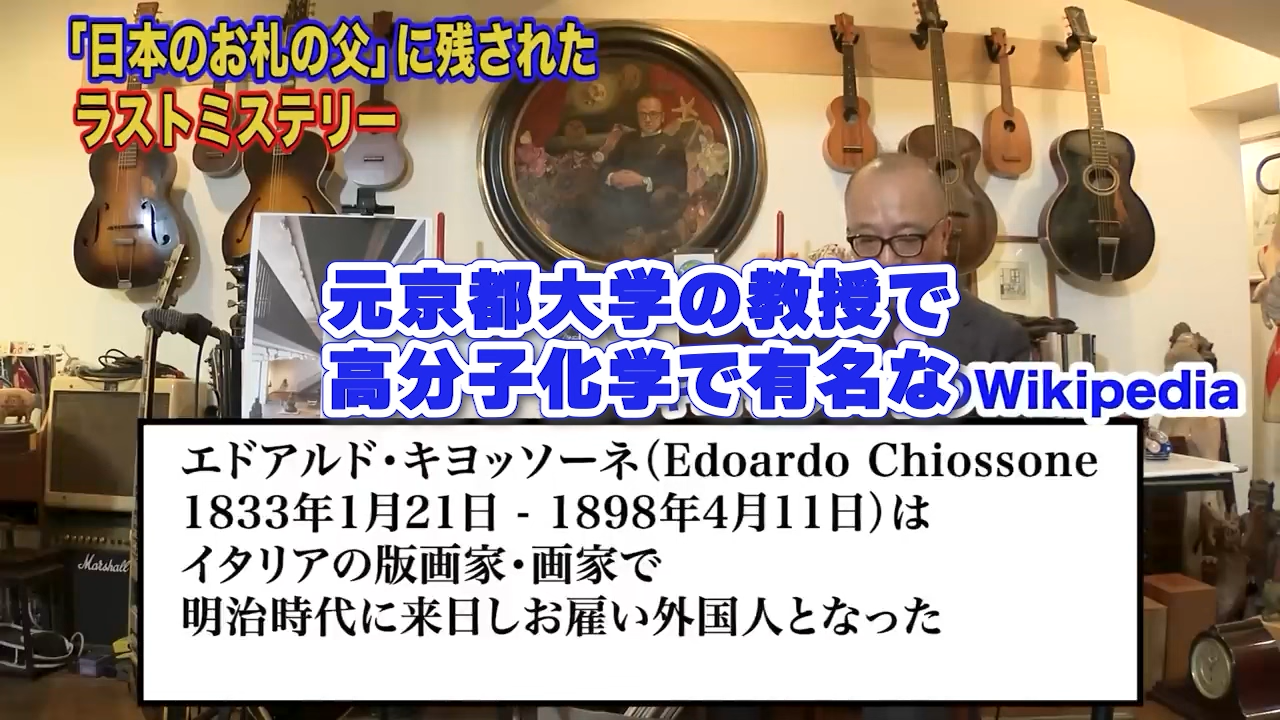 「日本のお札の父」に残された
ラストミステリー
元京都大学の教授で
高分子化学で有名な
Wikipedia
エドアルド・キヨッソーネ（Edoardo Chiossone
1833年1月21日 - 1898年4月11日）は
イタリアの版画家・画家で
明治時代に来日しお雇い外国人となった
Marshall